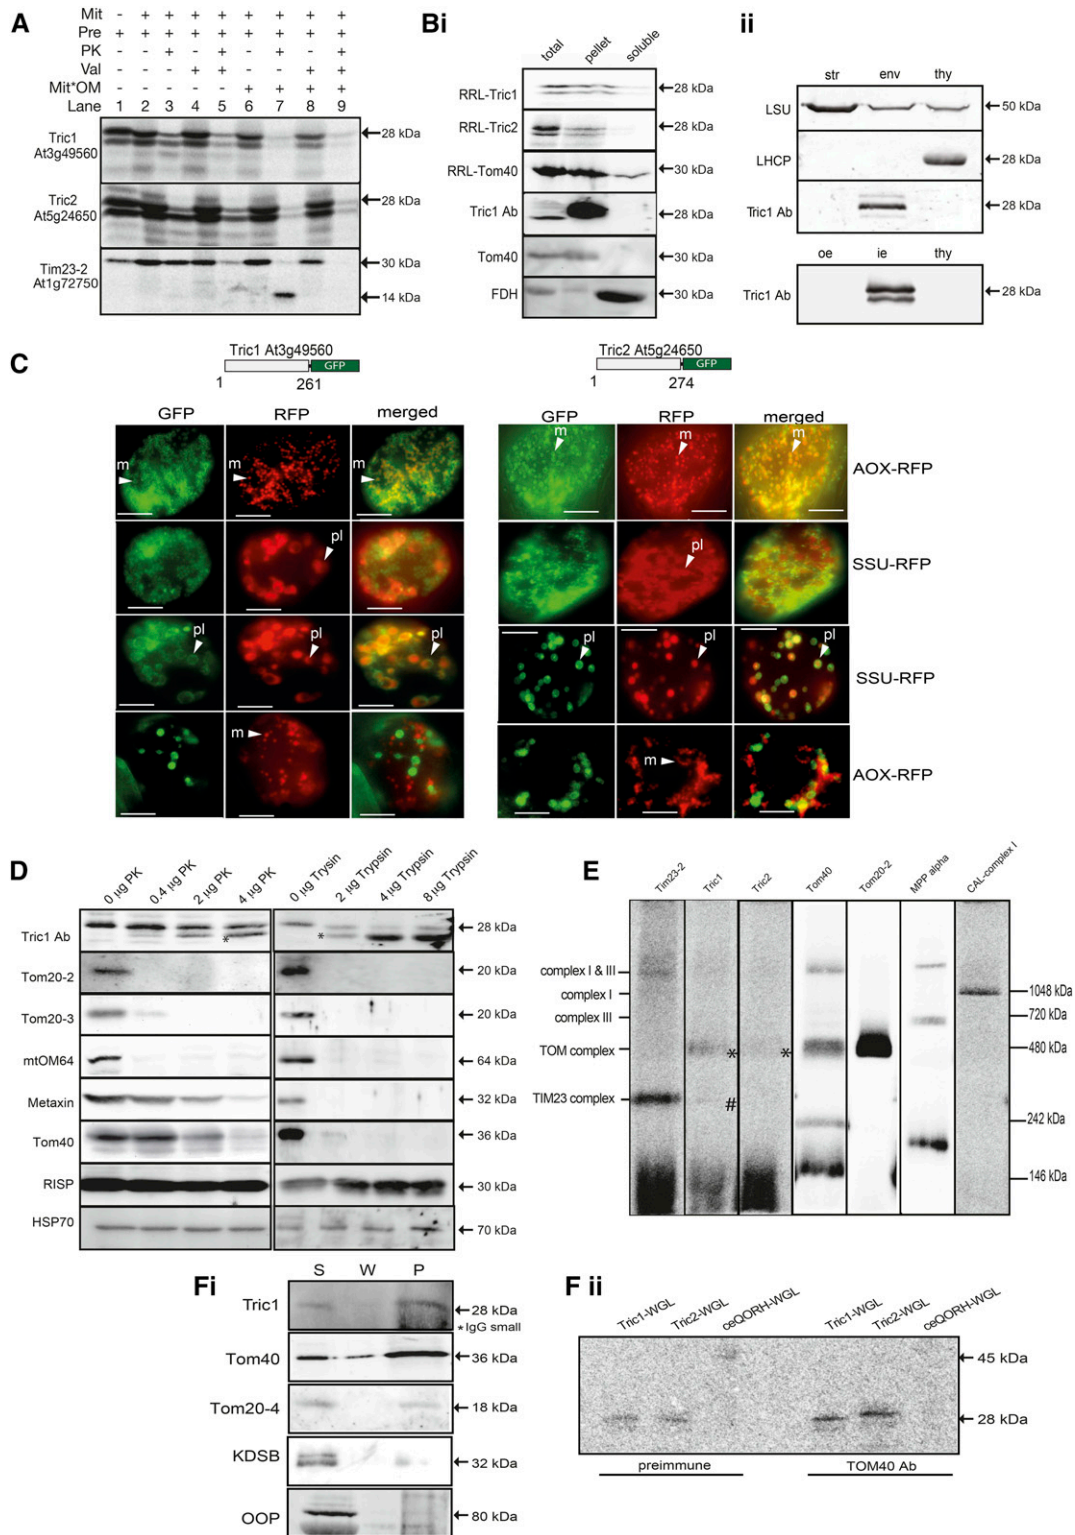 A
Mit - + + + + + + + +
Pre + + + + + + + + +
PK - - + - + - + - +
Val - - - + + - - + +
Mit*OM - - - - - + + + +
Lane 1 2 3 4 5 6 7 8 9
Tric1
At3g49560
28 kDa
Tric2
At5g24650
28 kDa
Tim23-2
At1g72750
30 kDa
14 kDa
Bi
total pellet soluble
RRL-Tric1 28 kDa
RRL-Tric2 28 kDa
RRL-Tom40 30 kDa
Tric1 Ab 28 kDa
Tom40 30 kDa
FDH 30 kDa
ii
str env thy
LSU 50 kDa
LHCP 28 kDa
Tric1 Ab 28 kDa
oe ie thy
Tric1 Ab 28 kDa
C
Tric1 At3g49560
GFP
1 261
Tric2 At5g24650
GFP
1 274
GFP RFP merged
GFP RFP merged
m m m m m m AOX-RFP
pl pl SSU-RFP
pl pl pl pl pl pl SSU-RFP
m m AOX-RFP
D
0 µg PK 0.4 µg PK 2 µg PK 4 µg PK 0 µg Trysin 2 µg Trypsin 4 µg Trypsin 8 µg Trypsin
Tric1 Ab * * 28 kDa
Tom20-2 20 kDa
Tom20-3 20 kDa
mtOM64 64 kDa
Metaxin 32 kDa
Tom40 36 kDa
RISP 30 kDa
HSP70 70 kDa
E
Tim23-2 Tric1 Tric2 Tom40 Tom20-2 MPP alpha CAL-complex I
complex I & III
complex I
complex III
TOM complex
TIM23 complex
* *
#
1048 kDa
720 kDa
480 kDa
242 kDa
146 kDa
Fi
S W P
Tric1 28 kDa
* IgG small
Tom40 36 kDa
Tom20-4 18 kDa
KDSB 32 kDa
OOP 80 kDa
F ii
Tric1-WGL Tric2-WGL ceQORH-WGL Tric1-WGL Tric2-WGL ceQORH-WGL
45 kDa
28 kDa
preimmune TOM40 Ab